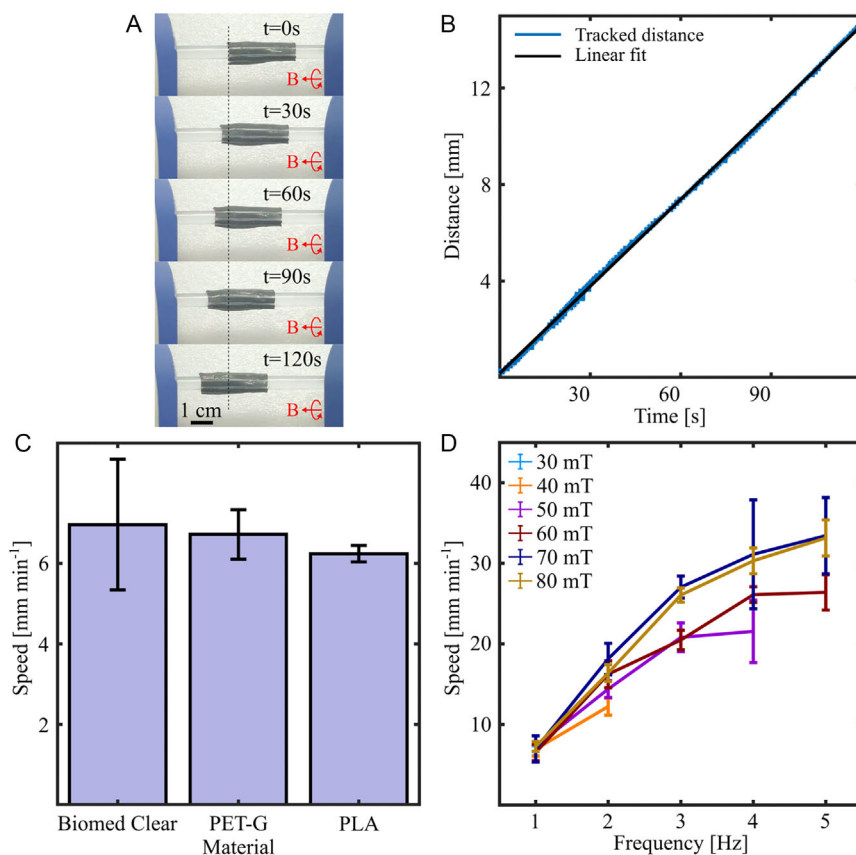 A
t=0s
B
t=30s
B
t=60s
B
t=90s
B
t=120s
B
1 cm
B
Tracked distance
Linear fit
12
8
4
Distance [mm]
30
60
90
Time [s]
C
6
4
2
Speed [mm min⁻¹]
Biomed Clear
PET-G
PLA
Material
D
30 mT
40 mT
50 mT
60 mT
70 mT
80 mT
40
30
20
10
Speed [mm min⁻¹]
1
2
3
4
5
Frequency [Hz]